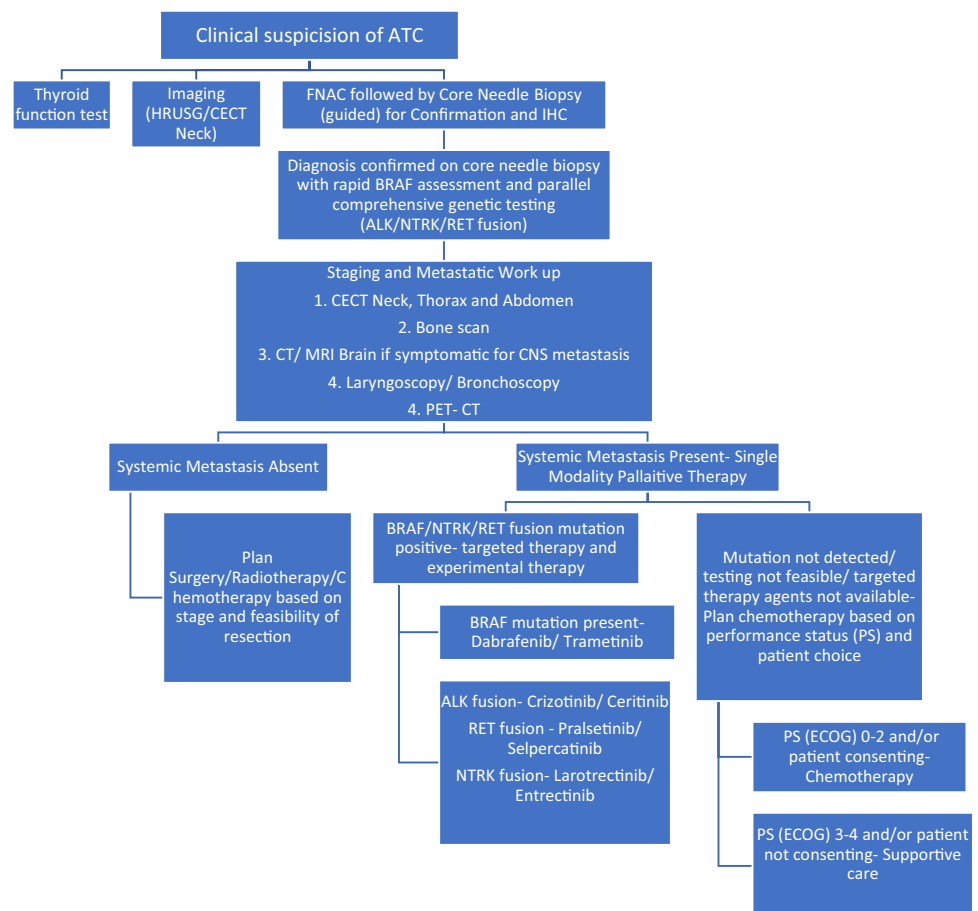 Clinical suspicision of ATC
Thyroid
function test
Imaging
(HRUSG/CECT
Neck)
FNAC followed by Core Needle Biopsy
(guided) for Confirmation and IHC
Diagnosis confirmed on core needle biopsy
with rapid BRAF assessment and parallel
comprehensive genetic testing
(ALK/NTRK/RET fusion)
Staging and Metastatic Work up
1. CECT Neck, Thorax and Abdomen
2. Bone scan
3. CT/ MRI Brain if symptomatic for CNS metastasis
4. Laryngoscopy/ Bronchoscopy
4. PET- CT
Systemic Metastasis Absent
Plan
Surgery/Radiotherapy/C
hemotherapy based on
stage and feasibility of
resection
Systemic Metastasis Present- Single
Modality Pallaitive Therapy
BRAF/NTRK/RET fusion mutation
positive- targeted therapy and
experimental therapy
BRAF mutation present-
Dabrafenib/ Trametinib
ALK fusion- Crizotinib/ Ceritinib
RET fusion - Pralsetinib/
Selpercatinib
NTRK fusion- Larotrectinib/
Entrectinib
Mutation not detected/
testing not feasible/ targeted
therapy agents not available-
Plan chemotherapy based on
performance status (PS) and
patient choice
PS (ECOG) 0-2 and/or
patient consenting-
Chemotherapy
PS (ECOG) 3-4 and/or patient
not consenting- Supportive
care